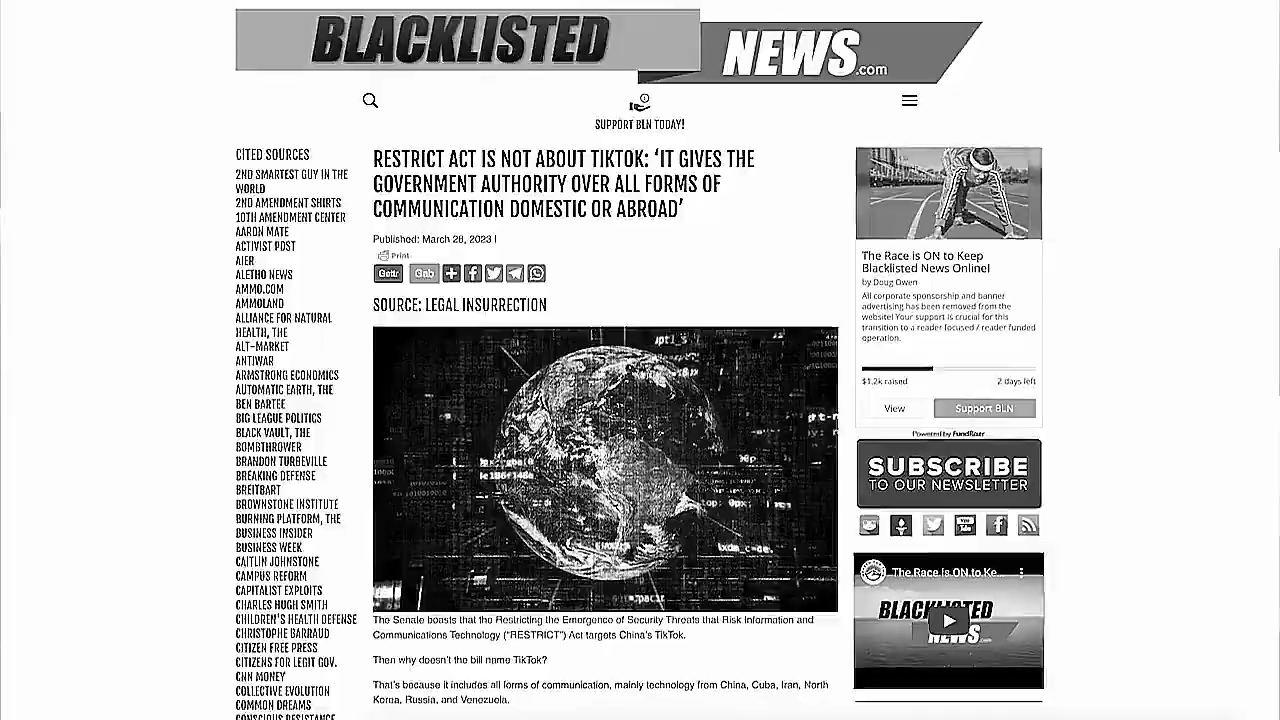 BLACKLISTED
NEWS.com
SUPPORT BLN TODAY!
CITED SOURCES
2ND SMARTEST GUY IN THE
WORLD
2ND AMENDMENT SHIRTS
10TH AMENDMENT CENTER
AARON MATE
ACTIVIST POST
AIER
ALETHO NEWS
AMMO.COM
AMMOLAND
ALLIANCE FOR NATURAL
HEALTH, THE
ALT-MARKET
ANTIWAR
ARMSTRONG ECONOMICS
AUTOMATIC EARTH, THE
BEN BARTEE
BIG LEAGUE POLITICS
BLACK VAULT, THE
BOMBTHROWER
BRANDON TURBEVILLE
BREAKING DEFENSE
BREITBART
BROWNSTONE INSTITUTE
BURNING PLATFORM, THE
BUSINESS INSIDER
BUSINESS WEEK
CAITLIN JOHNSTONE
CAMPUS REFORM
CAPITALIST EXPLOITS
CHARLES HUGH SMITH
CHILDREN'S HEALTH DEFENSE
CHRISTOPHE BARRAUD
CITIZEN FREE PRESS
CITIZENS FOR LEGIT GOV.
CNN MONEY
COLLECTIVE EVOLUTION
COMMON DREAMS
CONSCIOUS RESISTANCE
RESTRICT ACT IS NOT ABOUT TIKTOK: ‘IT GIVES THE
GOVERNMENT AUTHORITY OVER ALL FORMS OF
COMMUNICATION DOMESTIC OR ABROAD’
Published: March 28, 2023 |
Print
Gettr Gab
SOURCE: LEGAL INSURRECTION
The Senate boasts that the Restricting the Emergence of Security Threats that Risk Information and
Communications Technology (“RESTRICT”) Act targets China’s TikTok.
Then why doesn’t the bill name TikTok?
That’s because it includes all forms of communication, mainly technology from China, Cuba, Iran, North
Korea, Russia, and Venezuela.
The Race is ON to Keep
Blacklisted News Online!
by Doug Owen
All corporate sponsorship and banner
advertising has been removed from the
website! Your support is crucial for this
transition to a reader focused / reader funded
operation.
$1.2k raised 2 days left
View Support BLN
Powered by FundRazr
SUBSCRIBE
TO OUR NEWSLETTER
The Race is ON to Ke...
BLACKLISTED
NEWS.com